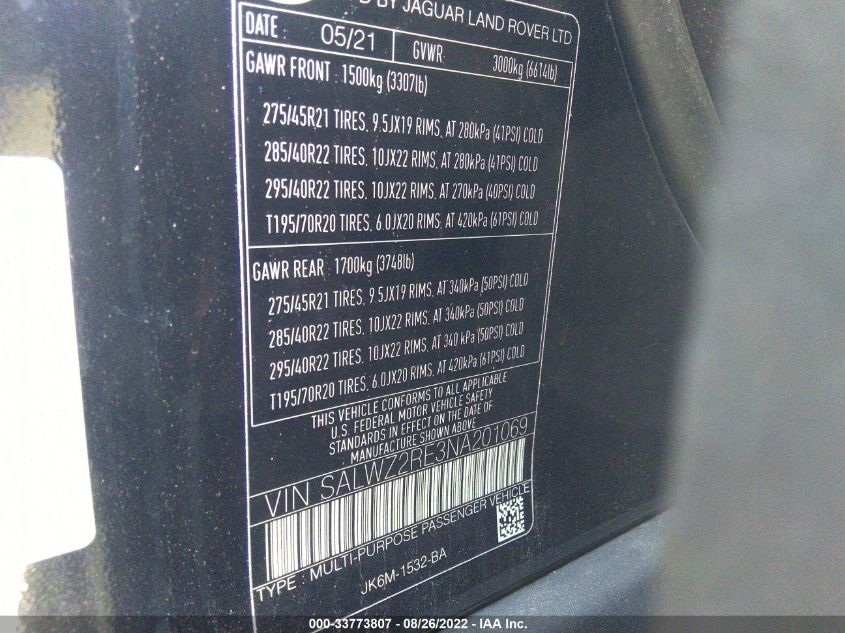 D BY JAGUAR LAND ROVER LTD
DATE : 05/21 GVWR: 3000kg (6614lb)
GAWR FRONT : 1500kg (3307lb)
275/45R21 TIRES, 9.5JX19 RIMS, AT 280kPa (41PSI) COLD
285/40R22 TIRES, 10JX22 RIMS, AT 280kPa (41PSI) COLD
295/40R22 TIRES, 10JX22 RIMS, AT 270kPa (40PSI) COLD
T195/70R20 TIRES, 6.0JX20 RIMS, AT 420kPa (61PSI) COLD
GAWR REAR : 1700kg (3748lb)
275/45R21 TIRES, 9.5JX19 RIMS, AT 340kPa (50PSI) COLD
285/40R22 TIRES, 10JX22 RIMS, AT 340kPa (50PSI) COLD
295/40R22 TIRES, 10JX22 RIMS, AT 340 kPa (50PSI) COLD
T195/70R20 TIRES, 6.0JX20 RIMS, AT 420kPa (61PSI) COLD
THIS VEHICLE CONFORMS TO ALL APPLICABLE
U.S. FEDERAL MOTOR VEHICLE SAFETY
STANDARDS IN EFFECT ON THE DATE OF
MANUFACTURE SHOWN ABOVE
VIN SALWZ2RE3NA201069
TYPE : MULTI-PURPOSE PASSENGER VEHICLE
JK6M-1532-BA
000-33773807 - 08/26/2022 - IAA Inc.